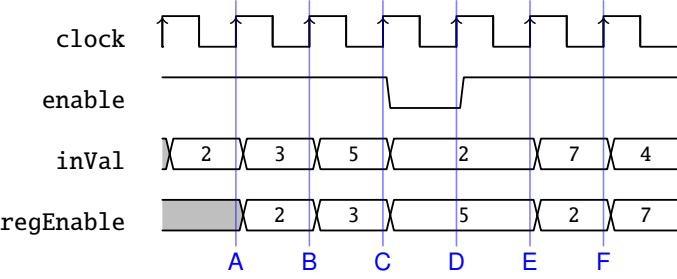 clock
enable
inVal 2 3 5 2 7 4
regEnable 2 3 5 2 7
A B C D E F